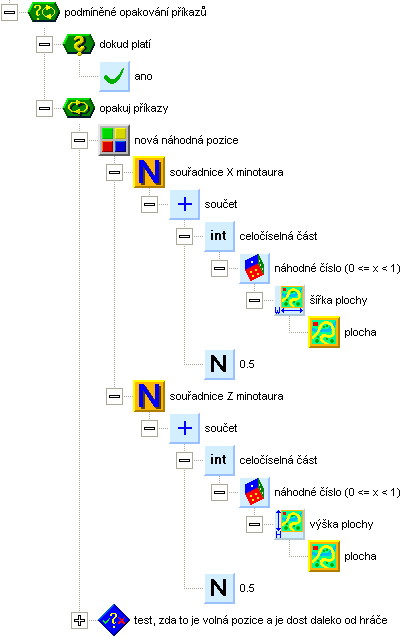 podmíněné opakování příkazů
dokud platí
ano
opakuj příkazy
nová náhodná pozice
N souřadnice X minotaura
součet
int celočíselná část
náhodné číslo (0 <= x < 1)
W šířka plochy
plocha
N 0.5
N souřadnice Z minotaura
součet
int celočíselná část
náhodné číslo (0 <= x < 1)
H výška plochy
plocha
N 0.5
test, zda to je volná pozice a je dost daleko od hráče